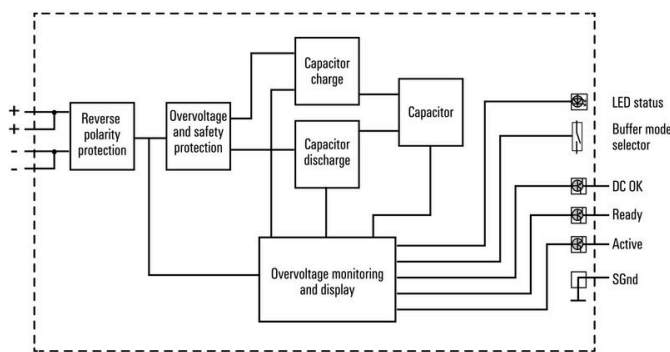 +
+
-
-
Reverse
polarity
protection
Overvoltage
and safety
protection
Capacitor
charge
Capacitor
discharge
Capacitor
Overvoltage monitoring
and display
LED status
Buffer mode
selector
DC OK
Ready
Active
SGnd